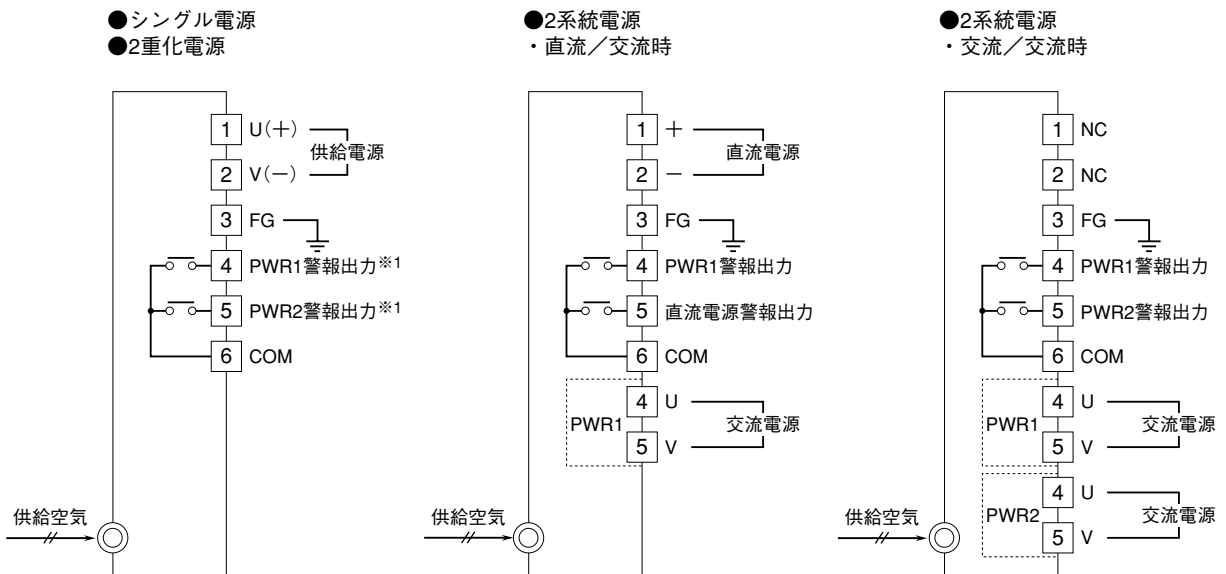 ●シングル電源
●2重化電源
1 U(＋)
供給電源
2 V(－)
3 FG
4 PWR1警報出力※1
5 PWR2警報出力※1
6 COM
供給空気
●2系統電源
・直流／交流時
1 ＋
直流電源
2 －
3 FG
4 PWR1警報出力
5 直流電源警報出力
6 COM
4 U
PWR1
交流電源
5 V
供給空気
●2系統電源
・交流／交流時
1 NC
2 NC
3 FG
4 PWR1警報出力
5 PWR2警報出力
6 COM
4 U
PWR1
交流電源
5 V
4 U
PWR2
交流電源
5 V
供給空気